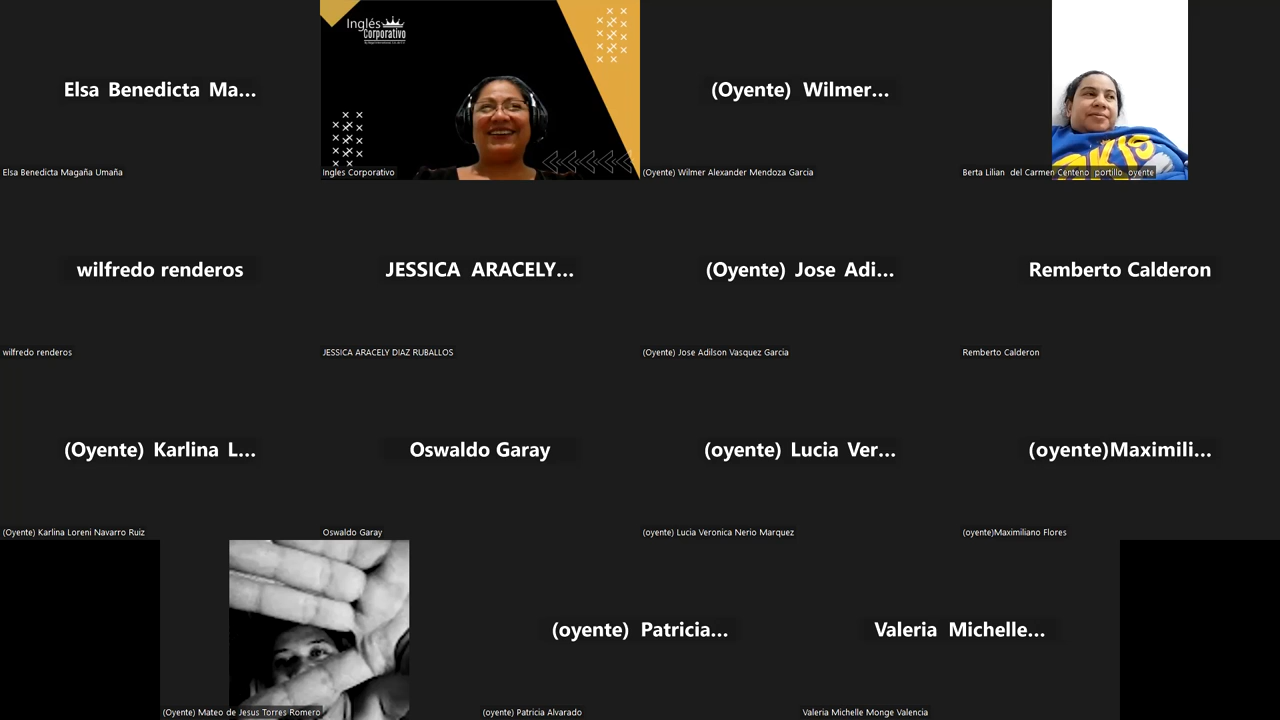 Elsa Benedicta Ma...
Elsa Benedicta Magaña Umaña
Inglés
Corporativo
Ingles Corporativo
(Oyente) Wilmer...
(Oyente) Wilmer Alexander Mendoza Garcia
Berta Lilian del Carmen Centeno portillo oyente
wilfredo renderos
wilfredo renderos
JESSICA ARACELY...
JESSICA ARACELY DIAZ RUBALLOS
(Oyente) Jose Adi...
(Oyente) Jose Adilson Vasquez Garcia
Remberto Calderon
Remberto Calderon
(Oyente) Karlina L...
(Oyente) Karlina Loreni Navarro Ruiz
Oswaldo Garay
Oswaldo Garay
(oyente) Lucia Ver...
(oyente) Lucia Veronica Nerio Marquez
(oyente)Maximili...
(oyente)Maximiliano Flores
(Oyente) Mateo de Jesus Torres Romero
(oyente) Patricia...
(oyente) Patricia Alvarado
Valeria Michelle...
Valeria Michelle Monge Valencia